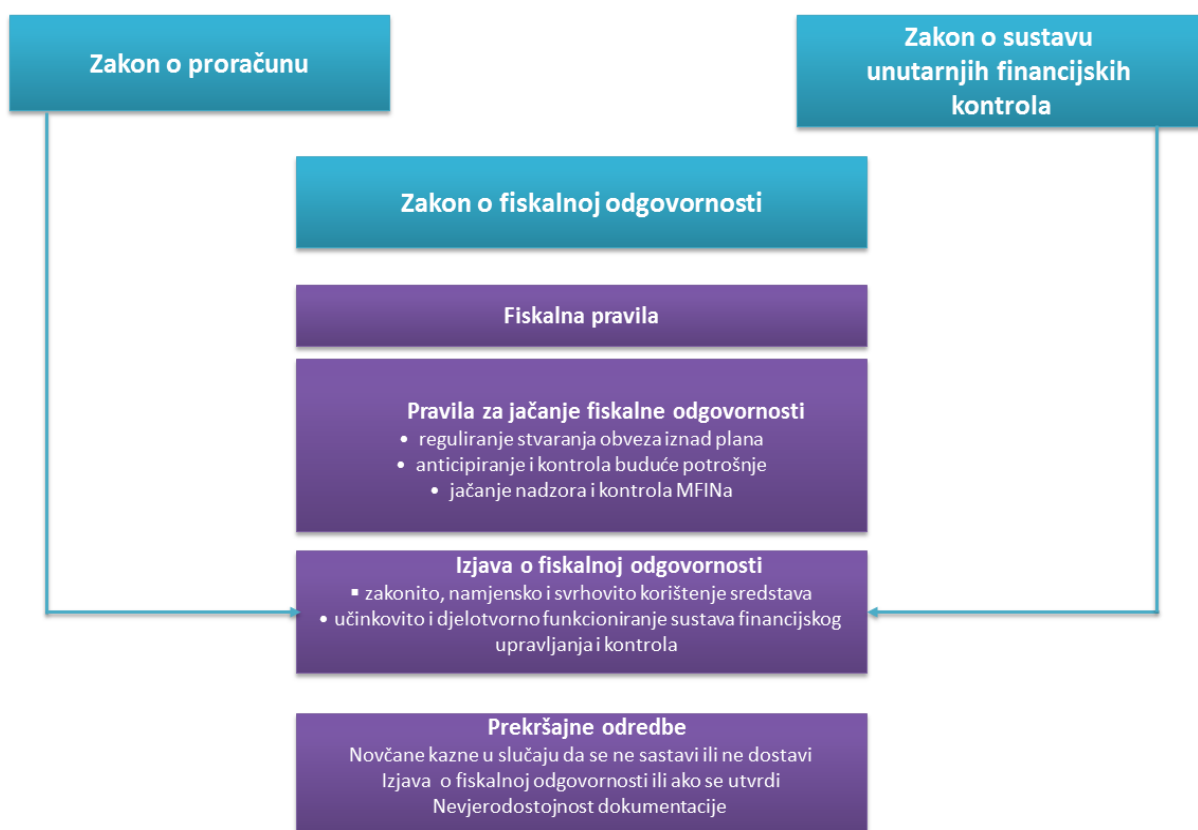 Zakon o proračunu
Zakon o sustavu
unutarnjih financijskih
kontrola
Zakon o fiskalnoj odgovornosti
Fiskalna pravila
Pravila za jačanje fiskalne odgovornosti
• reguliranje stvaranja obveza iznad plana
• anticipiranje i kontrola buduće potrošnje
• jačanje nadzora i kontrola MFINa
Izjava o fiskalnoj odgovornosti
▪ zakonito, namjensko i svrhovito korištenje sredstava
• učinkovito i djelotvorno funkcioniranje sustava financijskog
upravljanja i kontrola
Prekršajne odredbe
Novčane kazne u slučaju da se ne sastavi ili ne dostavi
Izjava o fiskalnoj odgovornosti ili ako se utvrdi
Nevjerodostojnost dokumentacije